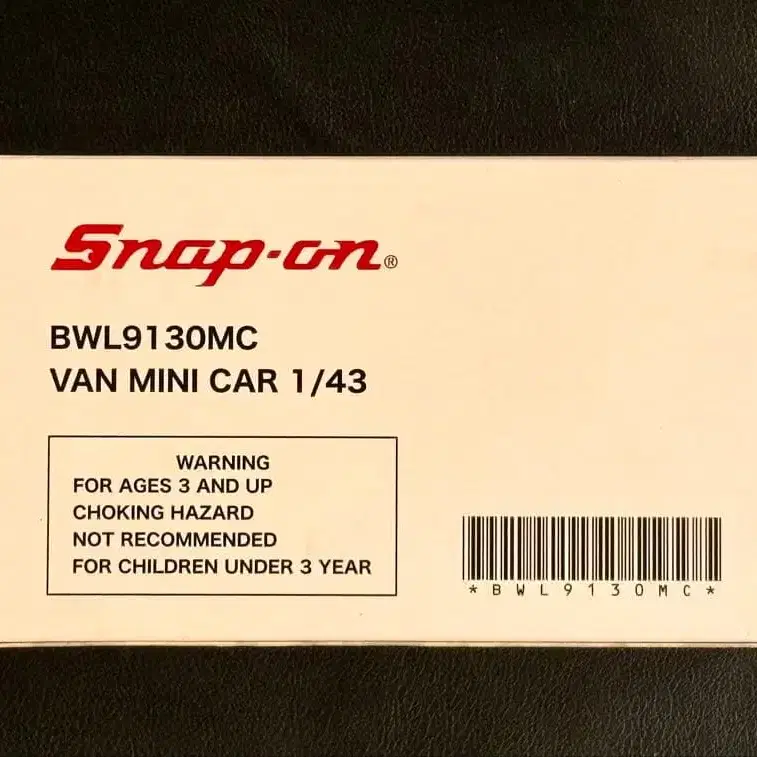 Snap-on®
BWL9130MC
VAN MINI CAR 1/43
WARNING
FOR AGES 3 AND UP
CHOKING HAZARD
NOT RECOMMENDED
FOR CHILDREN UNDER 3 YEAR
*BWL9130MC*